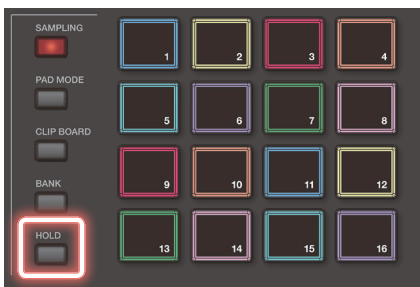 SAMPLING
1 2 3 4
PAD MODE
5 6 7 8
CLIP BOARD
9 10 11 12
BANK
HOLD
13 14 15 16